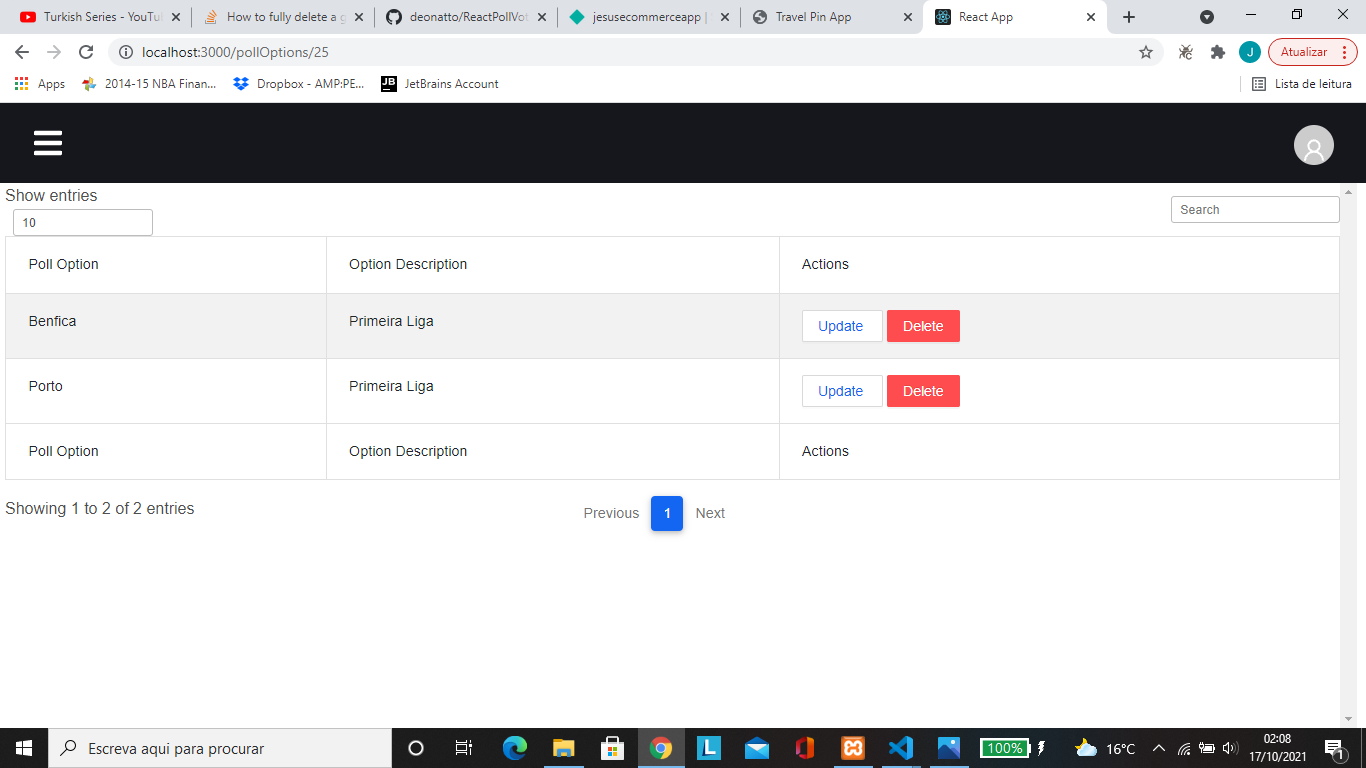 Turkish Series - YouTu
How to fully delete a g
deonatto/ReactPollVot
jesusecommerceapp |
Travel Pin App
React App
localhost:3000/pollOptions/25
J
Atualizar
Apps
2014-15 NBA Finan...
Dropbox - AMP:PE...
JB
JetBrains Account
Lista de leitura
Show entries
10
Search
Poll Option Option Description Actions
Benfica Primeira Liga Update Delete
Porto Primeira Liga Update Delete
Poll Option Option Description Actions
Showing 1 to 2 of 2 entries
Previous 1 Next
Escreva aqui para procurar
L
100%
16°C
02:08
17/10/2021
1